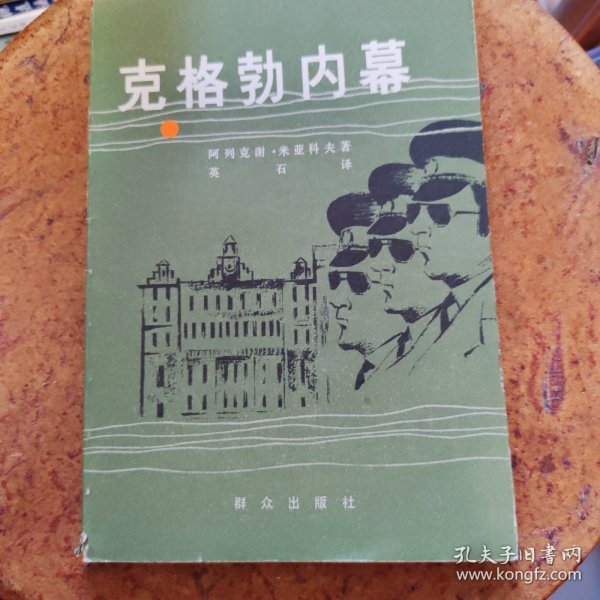 克格勃内幕
阿列克谢·米亚科夫著
英石译
群众出版社
孔夫子旧书网
www.kongfz.com